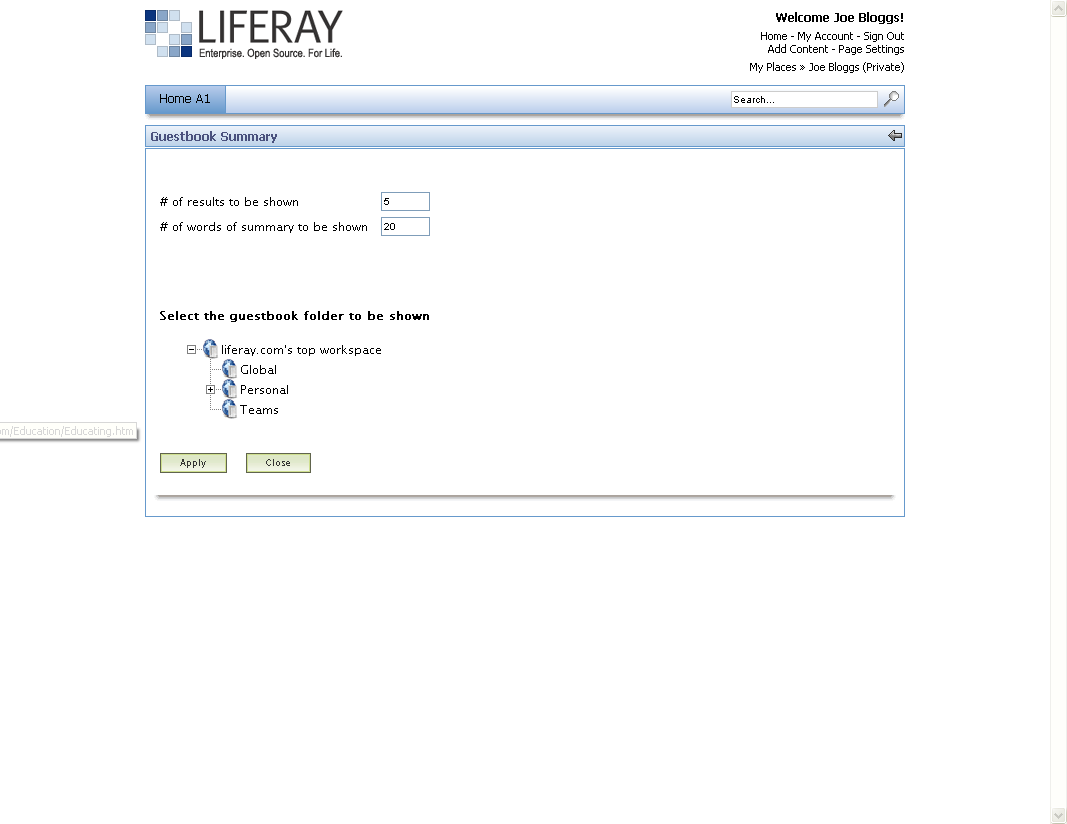 LIFERAY
Enterprise. Open Source. For Life.
Welcome Joe Bloggs!
Home - My Account - Sign Out
Add Content - Page Settings
My Places » Joe Bloggs (Private)
Home A1
Search...
Guestbook Summary
# of results to be shown 5
# of words of summary to be shown 20
Select the guestbook folder to be shown
liferay.com's top workspace
Global
Personal
Teams
om/Education/Educating.htm
Apply Close